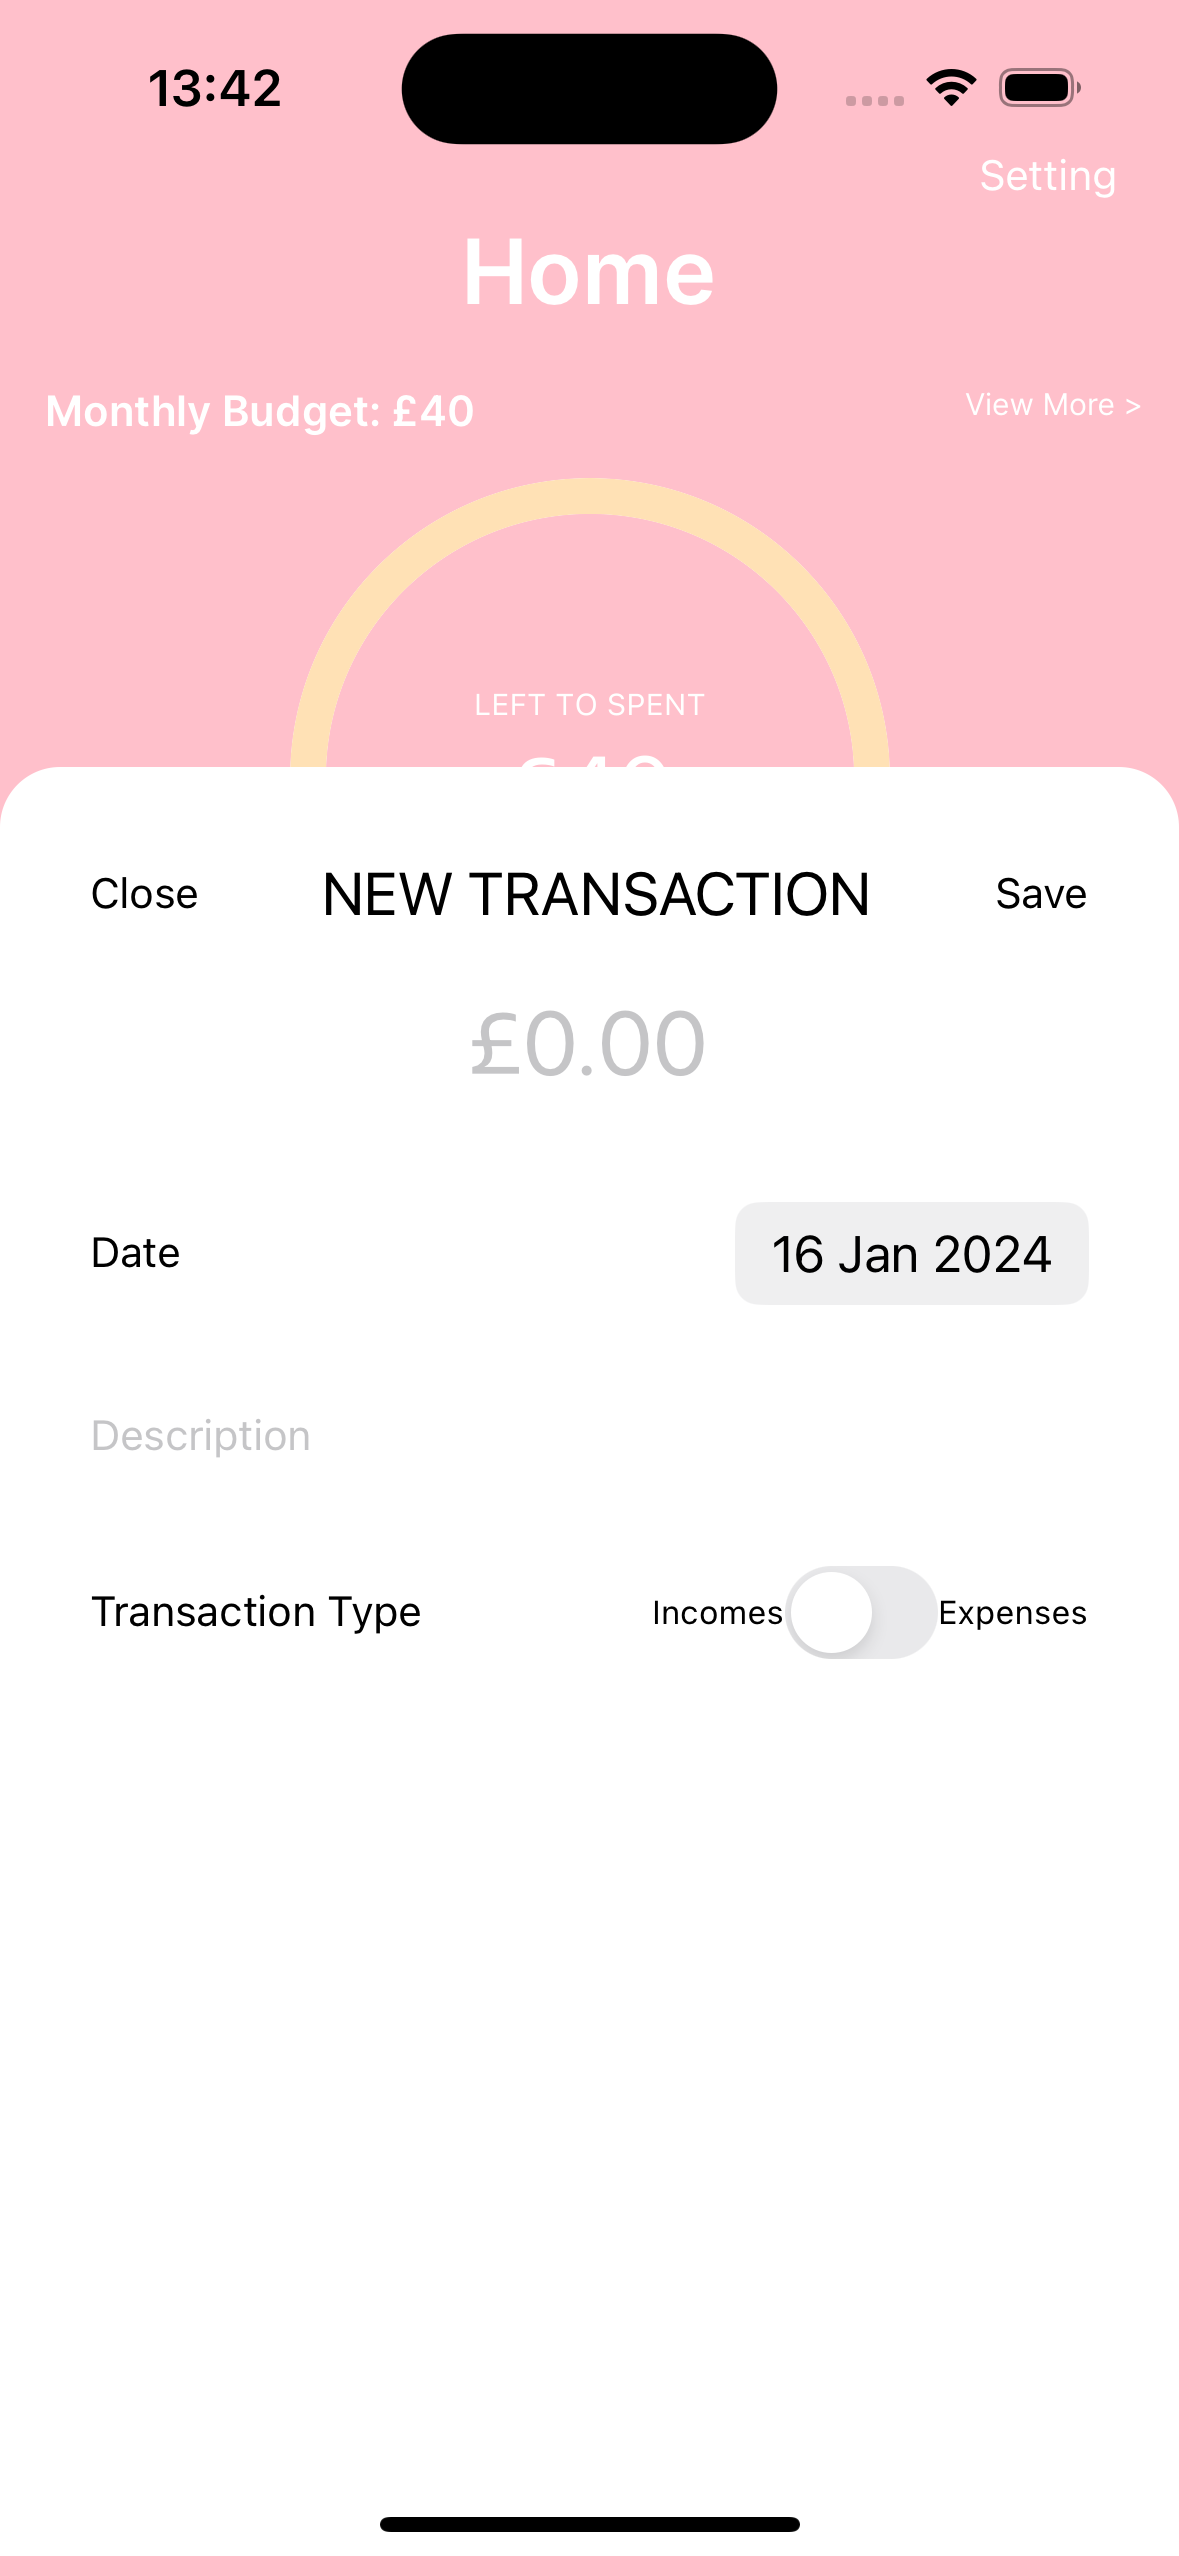 13:42
Setting
Home
Monthly Budget: £40
View More >
LEFT TO SPENT
£40
Close
NEW TRANSACTION
Save
£0.00
Date
16 Jan 2024
Description
Transaction Type
Incomes
Expenses